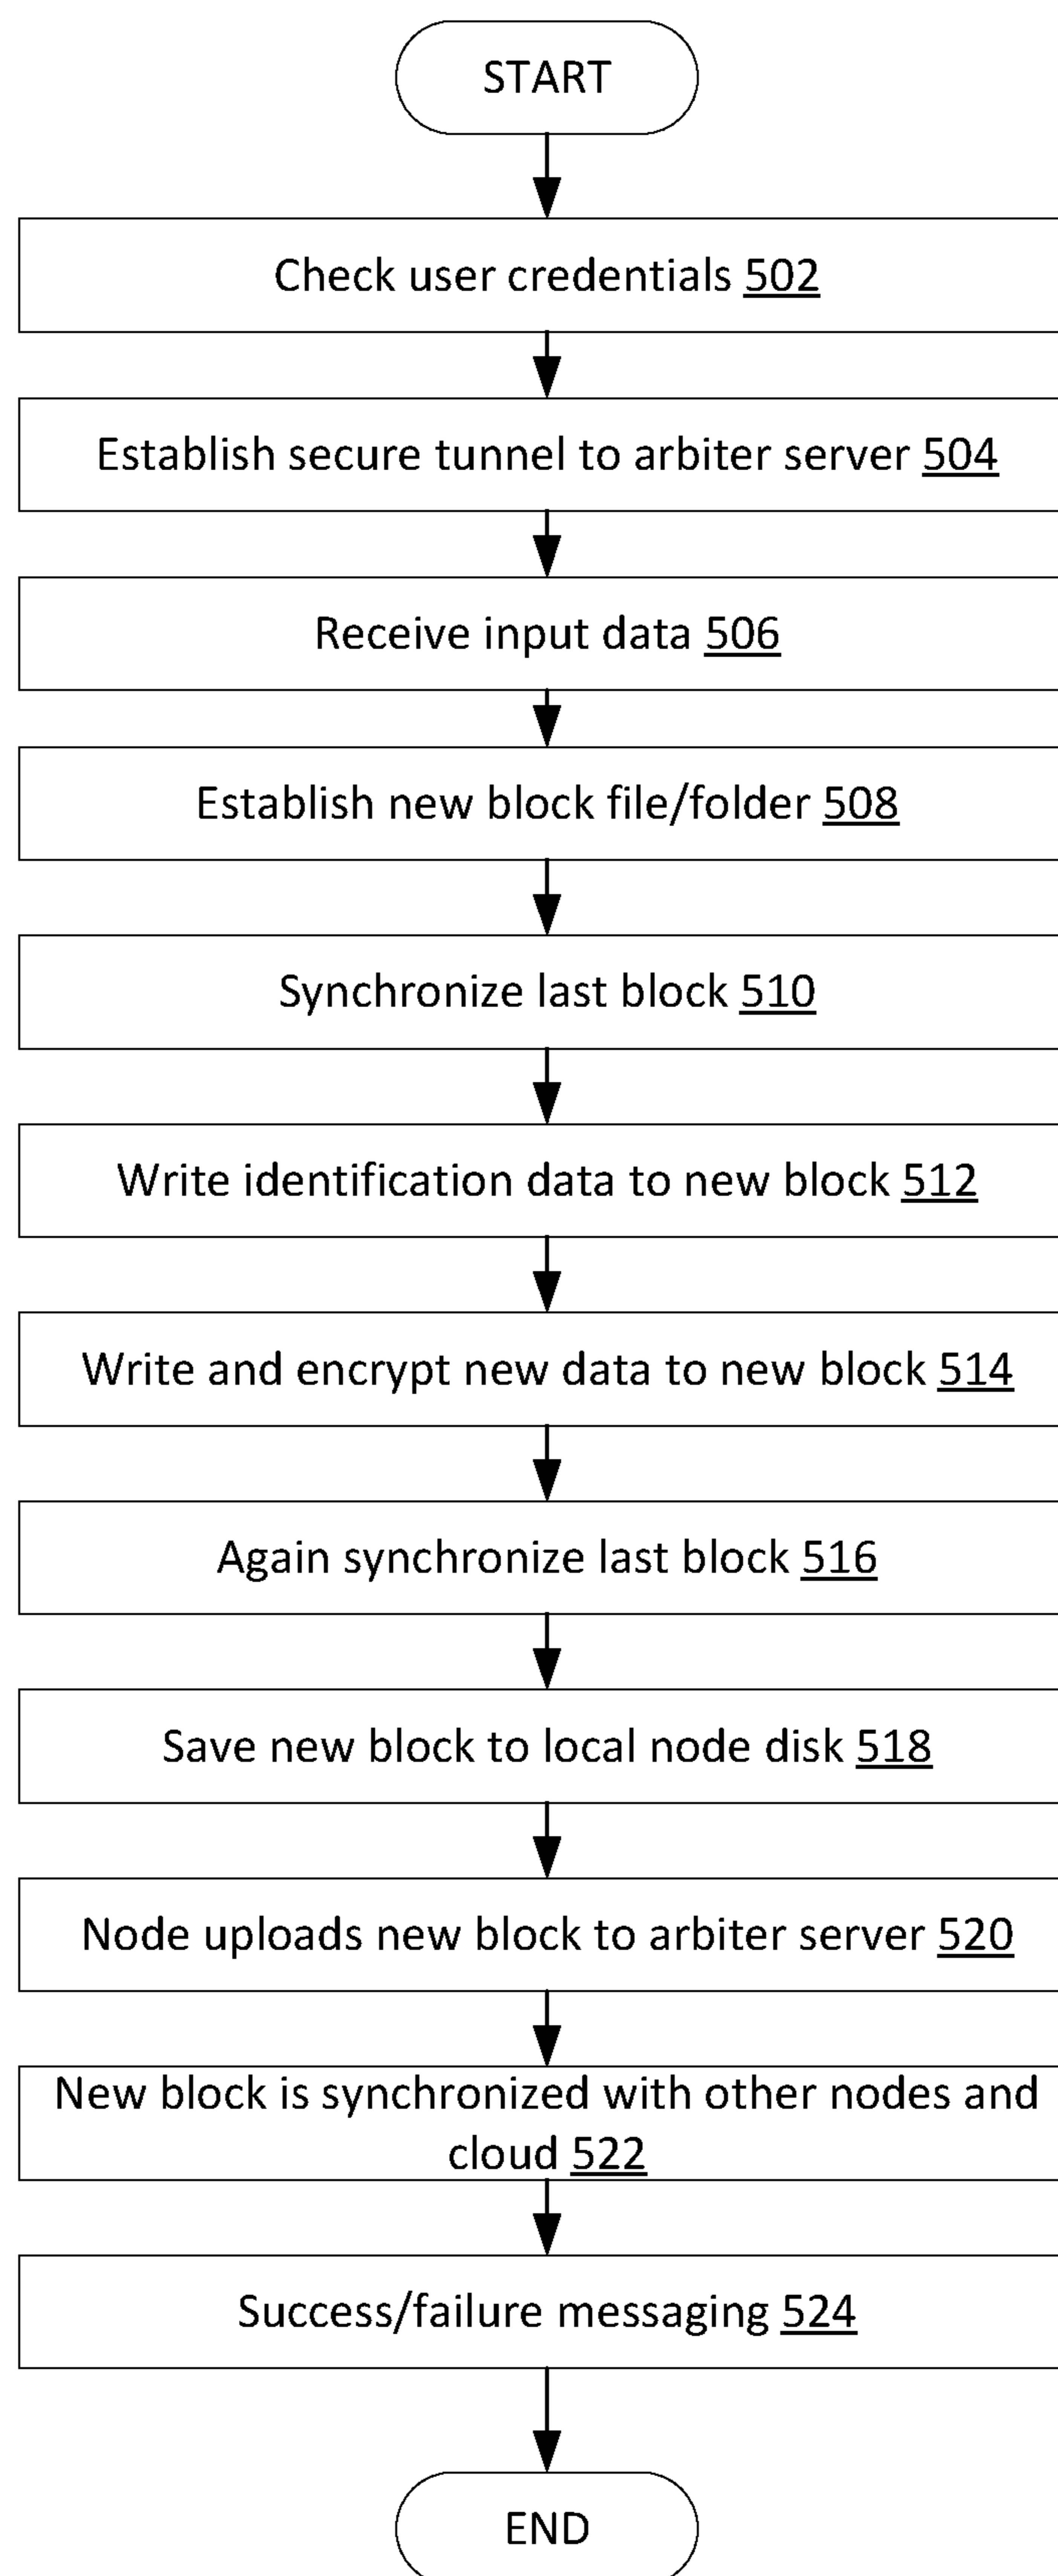 START
Check user credentials 502
Establish secure tunnel to arbiter server 504
Receive input data 506
Establish new block file/folder 508
Synchronize last block 510
Write identification data to new block 512
Write and encrypt new data to new block 514
Again synchronize last block 516
Save new block to local node disk 518
Node uploads new block to arbiter server 520
New block is synchronized with other nodes and
cloud 522
Success/failure messaging 524
END